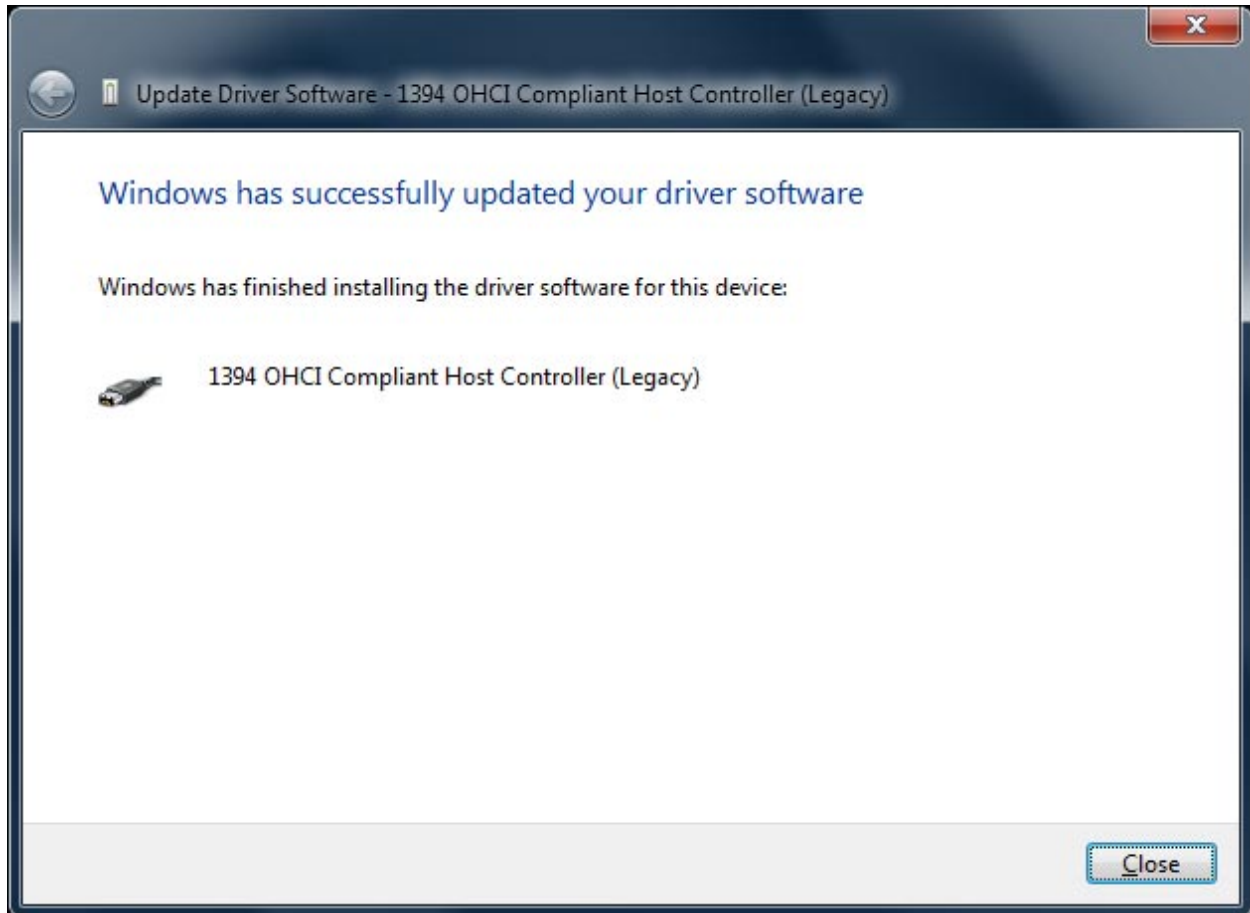 Update Driver Software - 1394 OHCI Compliant Host Controller (Legacy)
Windows has successfully updated your driver software
Windows has finished installing the driver software for this device:
1394 OHCI Compliant Host Controller (Legacy)
Close